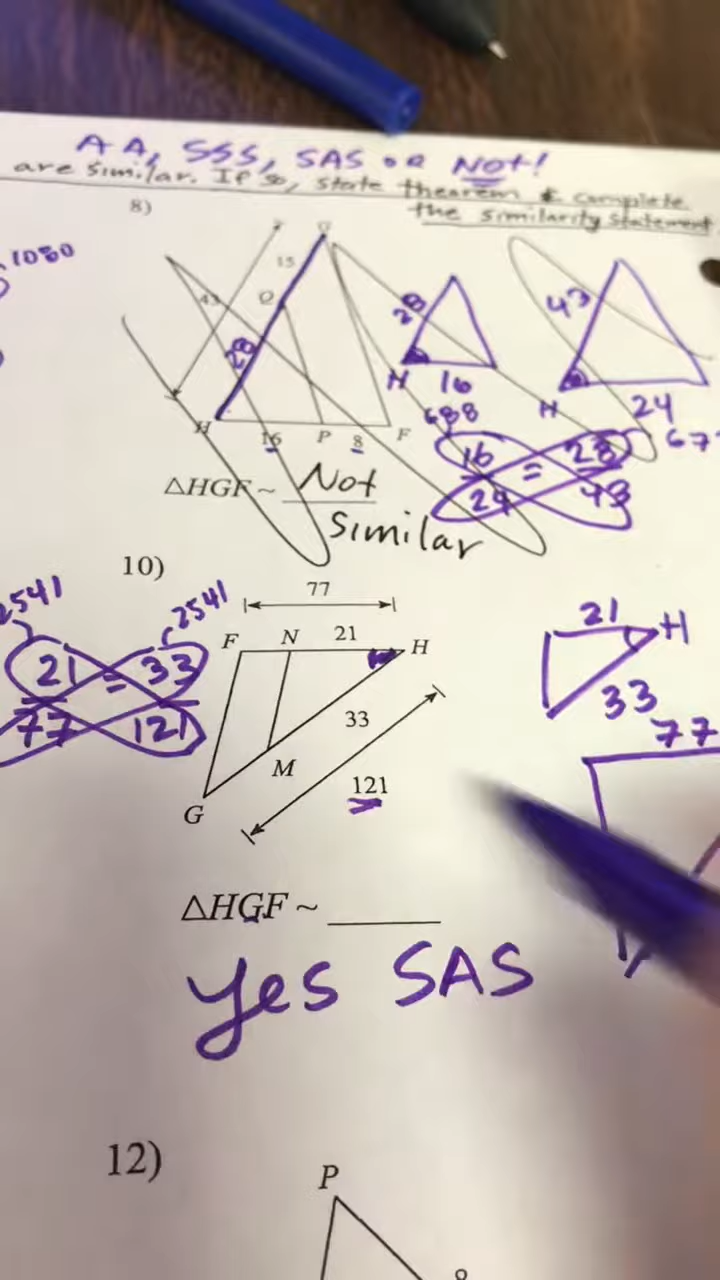 AA, SSS, SAS or Not!
are similar. If so, state theorem & complete
the similarity statement.
8)
1080
15
Q
43
28
H
16
P
8
F
28
H
16
43
H
24
688
67
16 = 28
24 43
△HGF ~ Not
Similar
10)
2541
2541
21 = 33
77 121
77
F
N
21
H
33
M
121
G
21
H
33
77
△HGF ~
Yes SAS
12)
P